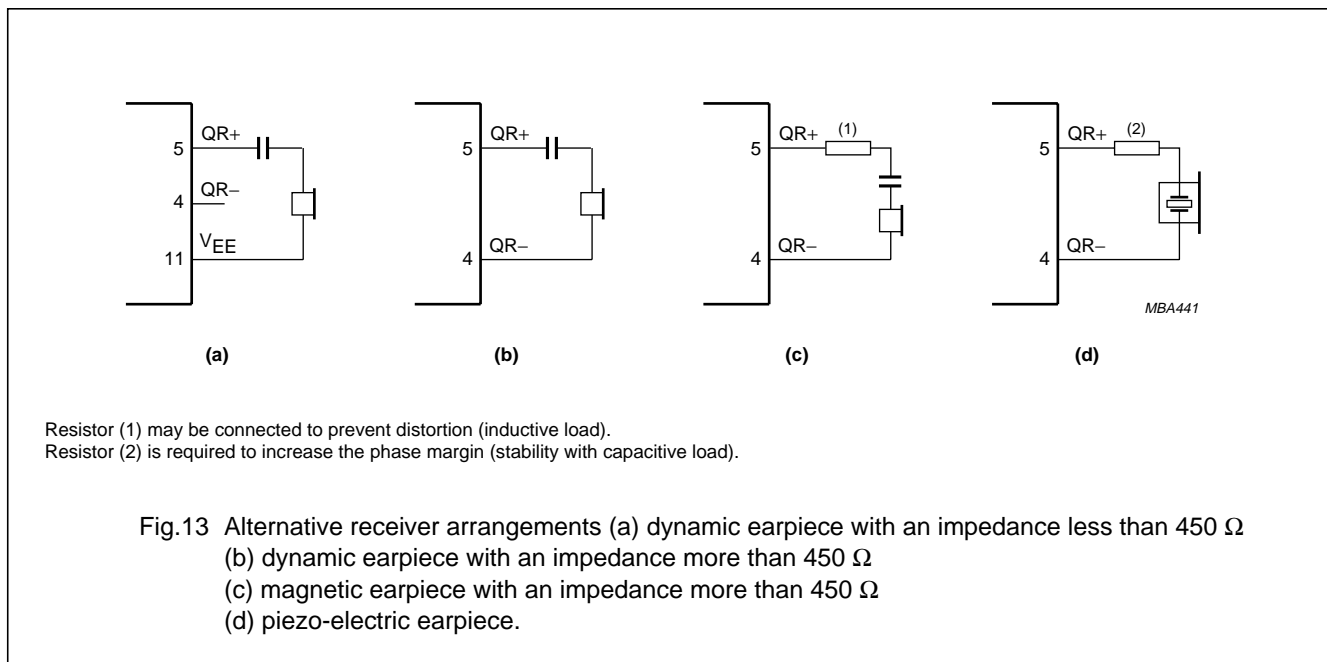 QR+
5
QR−
4
VEE
11
(a)
QR+
5
QR−
4
(b)
QR+
(1)
5
QR−
4
(c)
QR+
(2)
5
QR−
4
MBA441
(d)
Resistor (1) may be connected to prevent distortion (inductive load).
Resistor (2) is required to increase the phase margin (stability with capacitive load).
Fig.13 Alternative receiver arrangements (a) dynamic earpiece with an impedance less than 450 Ω
(b) dynamic earpiece with an impedance more than 450 Ω
(c) magnetic earpiece with an impedance more than 450 Ω
(d) piezo-electric earpiece.